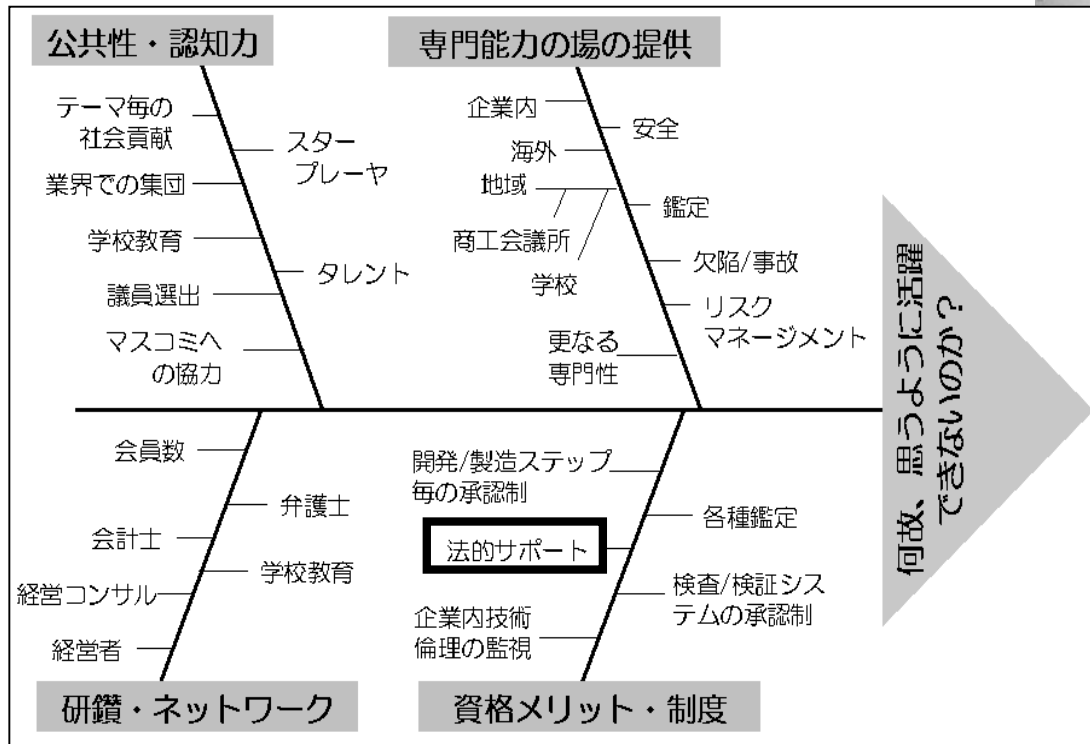 公共性・認知力
テーマ毎の
社会貢献
スター
プレーヤ
業界での集団
学校教育
タレント
議員選出
マスコミへ
の協力
専門能力の場の提供
企業内
安全
海外
地域
鑑定
商工会議所
学校
欠陥/事故
リスク
マネージメント
更なる
専門性
何故、思うように活躍
できないのか?
会員数
弁護士
会計士
学校教育
経営コンサル
経営者
研鑽・ネットワーク
開発/製造ステップ
毎の承認制
各種鑑定
法的サポート
検査/検証シス
テムの承認制
企業内技術
倫理の監視
資格メリット・制度